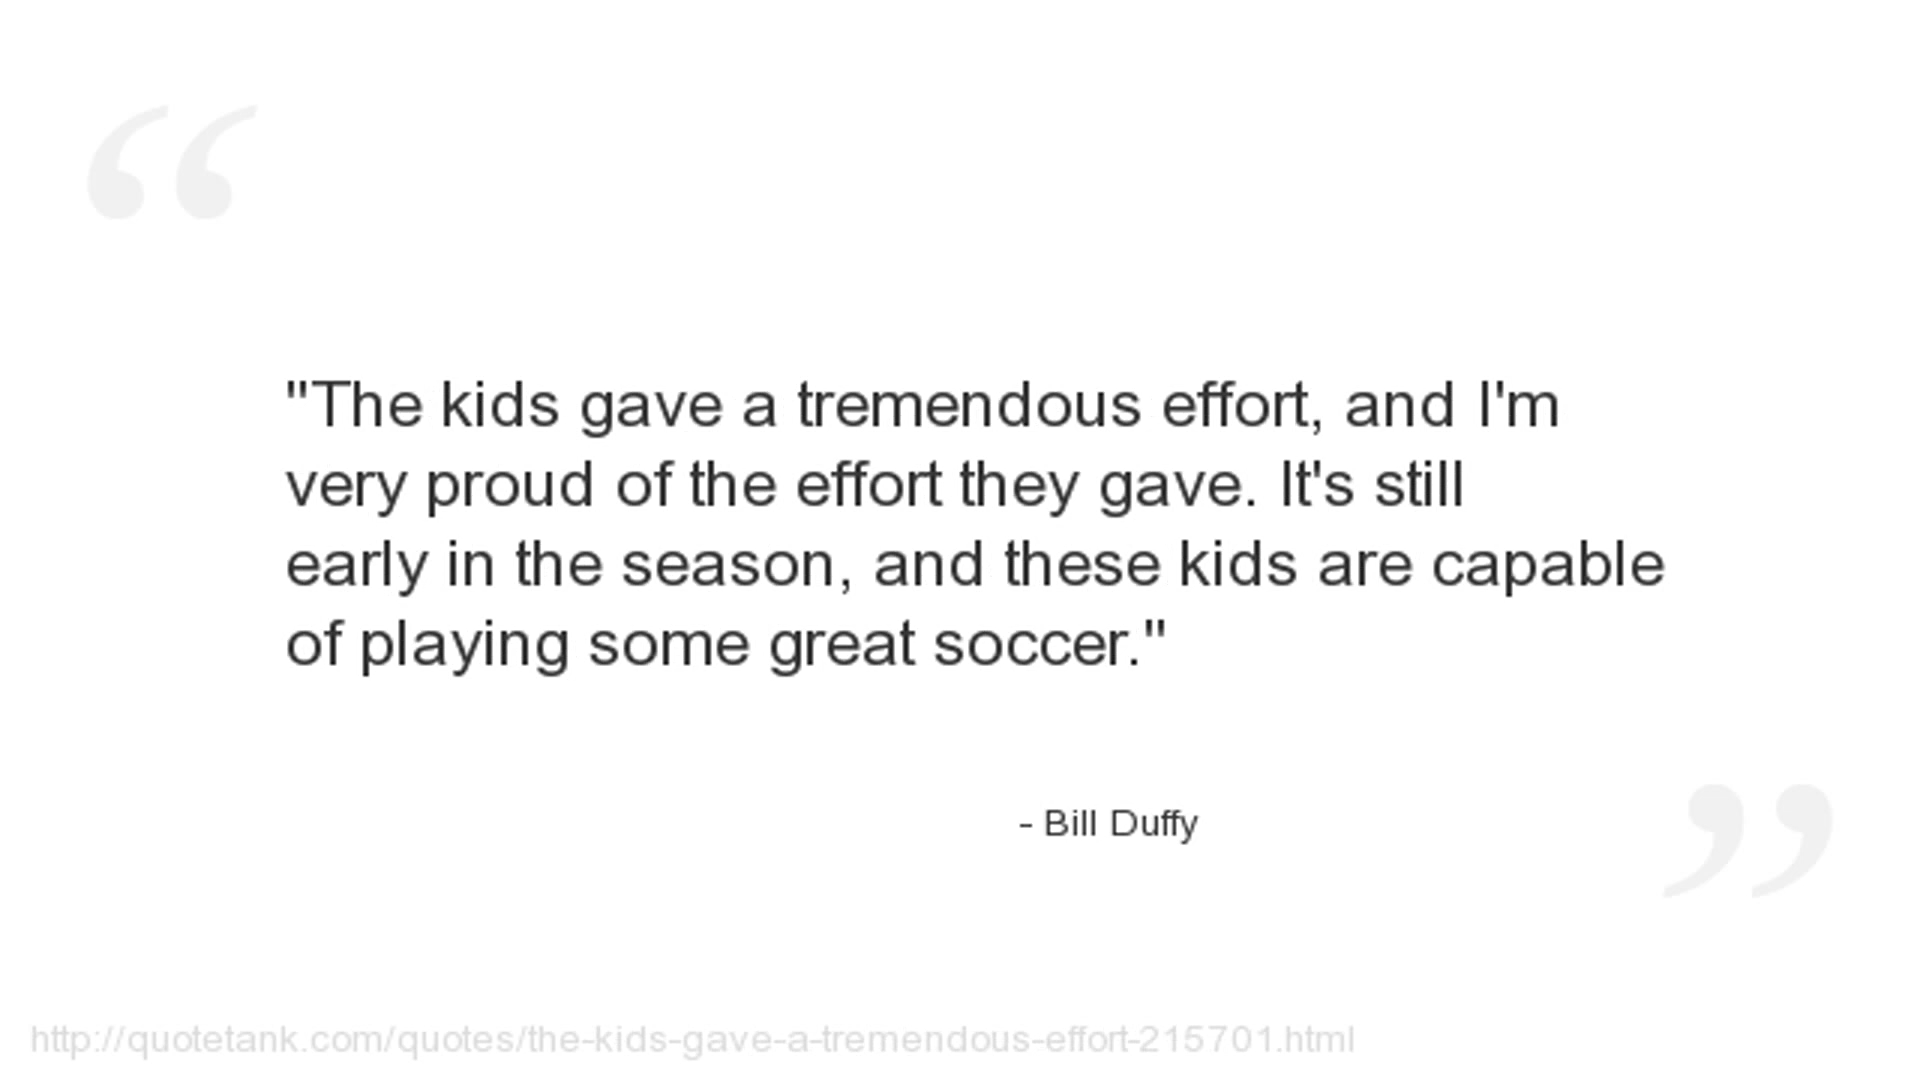 "The kids gave a tremendous effort, and I'm
very proud of the effort they gave. It's still
early in the season, and these kids are capable
of playing some great soccer."
- Bill Duffy
http://quotetank.com/quotes/the-kids-gave-a-tremendous-effort-215701.html